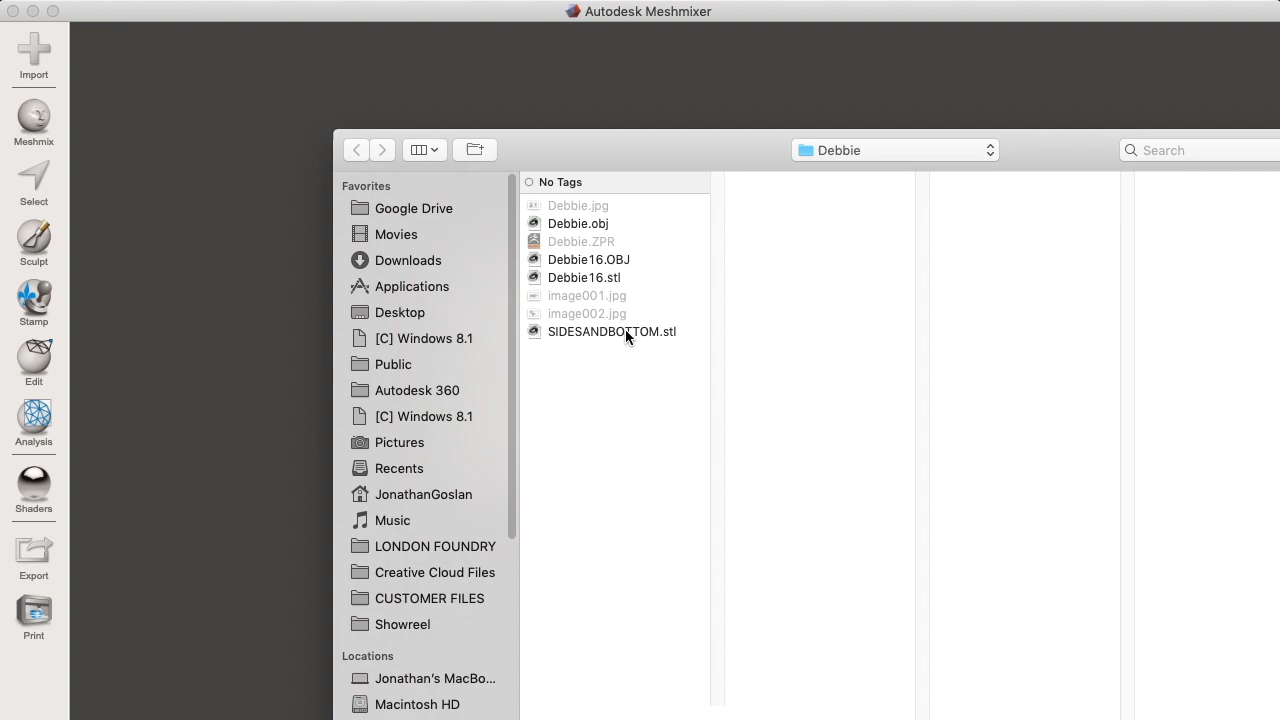 Autodesk Meshmixer
Import
Meshmix
Select
Sculpt
Stamp
Edit
Analysis
Shaders
Export
Print
Debbie
Search
Favorites
Google Drive
Movies
Downloads
Applications
Desktop
[C] Windows 8.1
Public
Autodesk 360
[C] Windows 8.1
Pictures
Recents
JonathanGoslan
Music
LONDON FOUNDRY
Creative Cloud Files
CUSTOMER FILES
Showreel
Locations
Jonathan's MacBo...
Macintosh HD
No Tags
Debbie.jpg
Debbie.obj
Debbie.ZPR
Debbie16.OBJ
Debbie16.stl
image001.jpg
image002.jpg
SIDESANDBOTTOM.stl